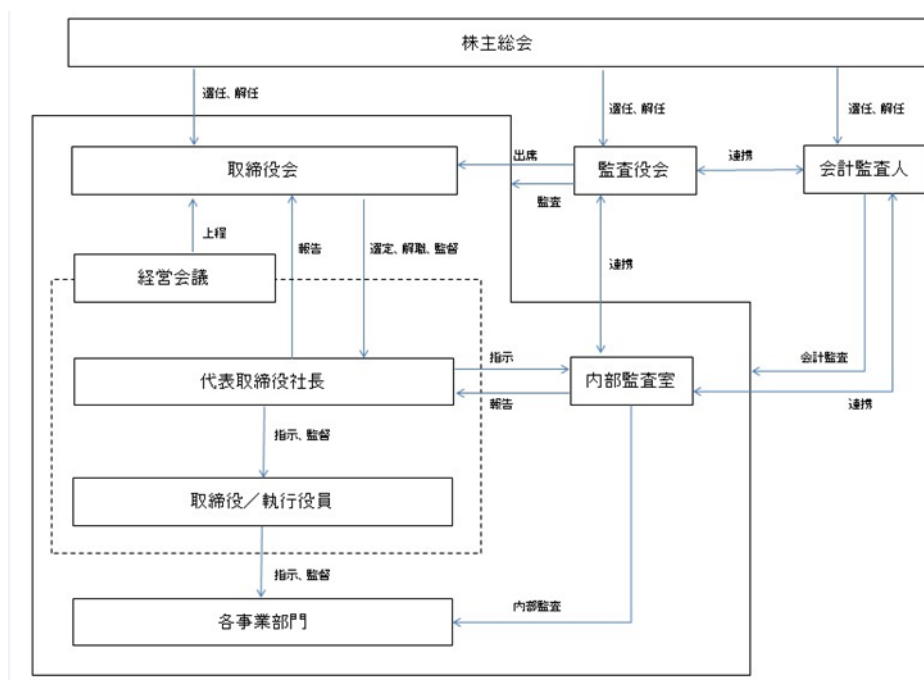 株主総会
選任、解任
選任、解任
選任、解任
取締役会
出席
監査役会
連携
会計監査人
監査
上程
報告
選定、解職、監督
連携
経営会議
代表取締役社長
指示
内部監査室
会計監査
報告
連携
指示、監督
取締役／執行役員
指示、監督
各事業部門
内部監査